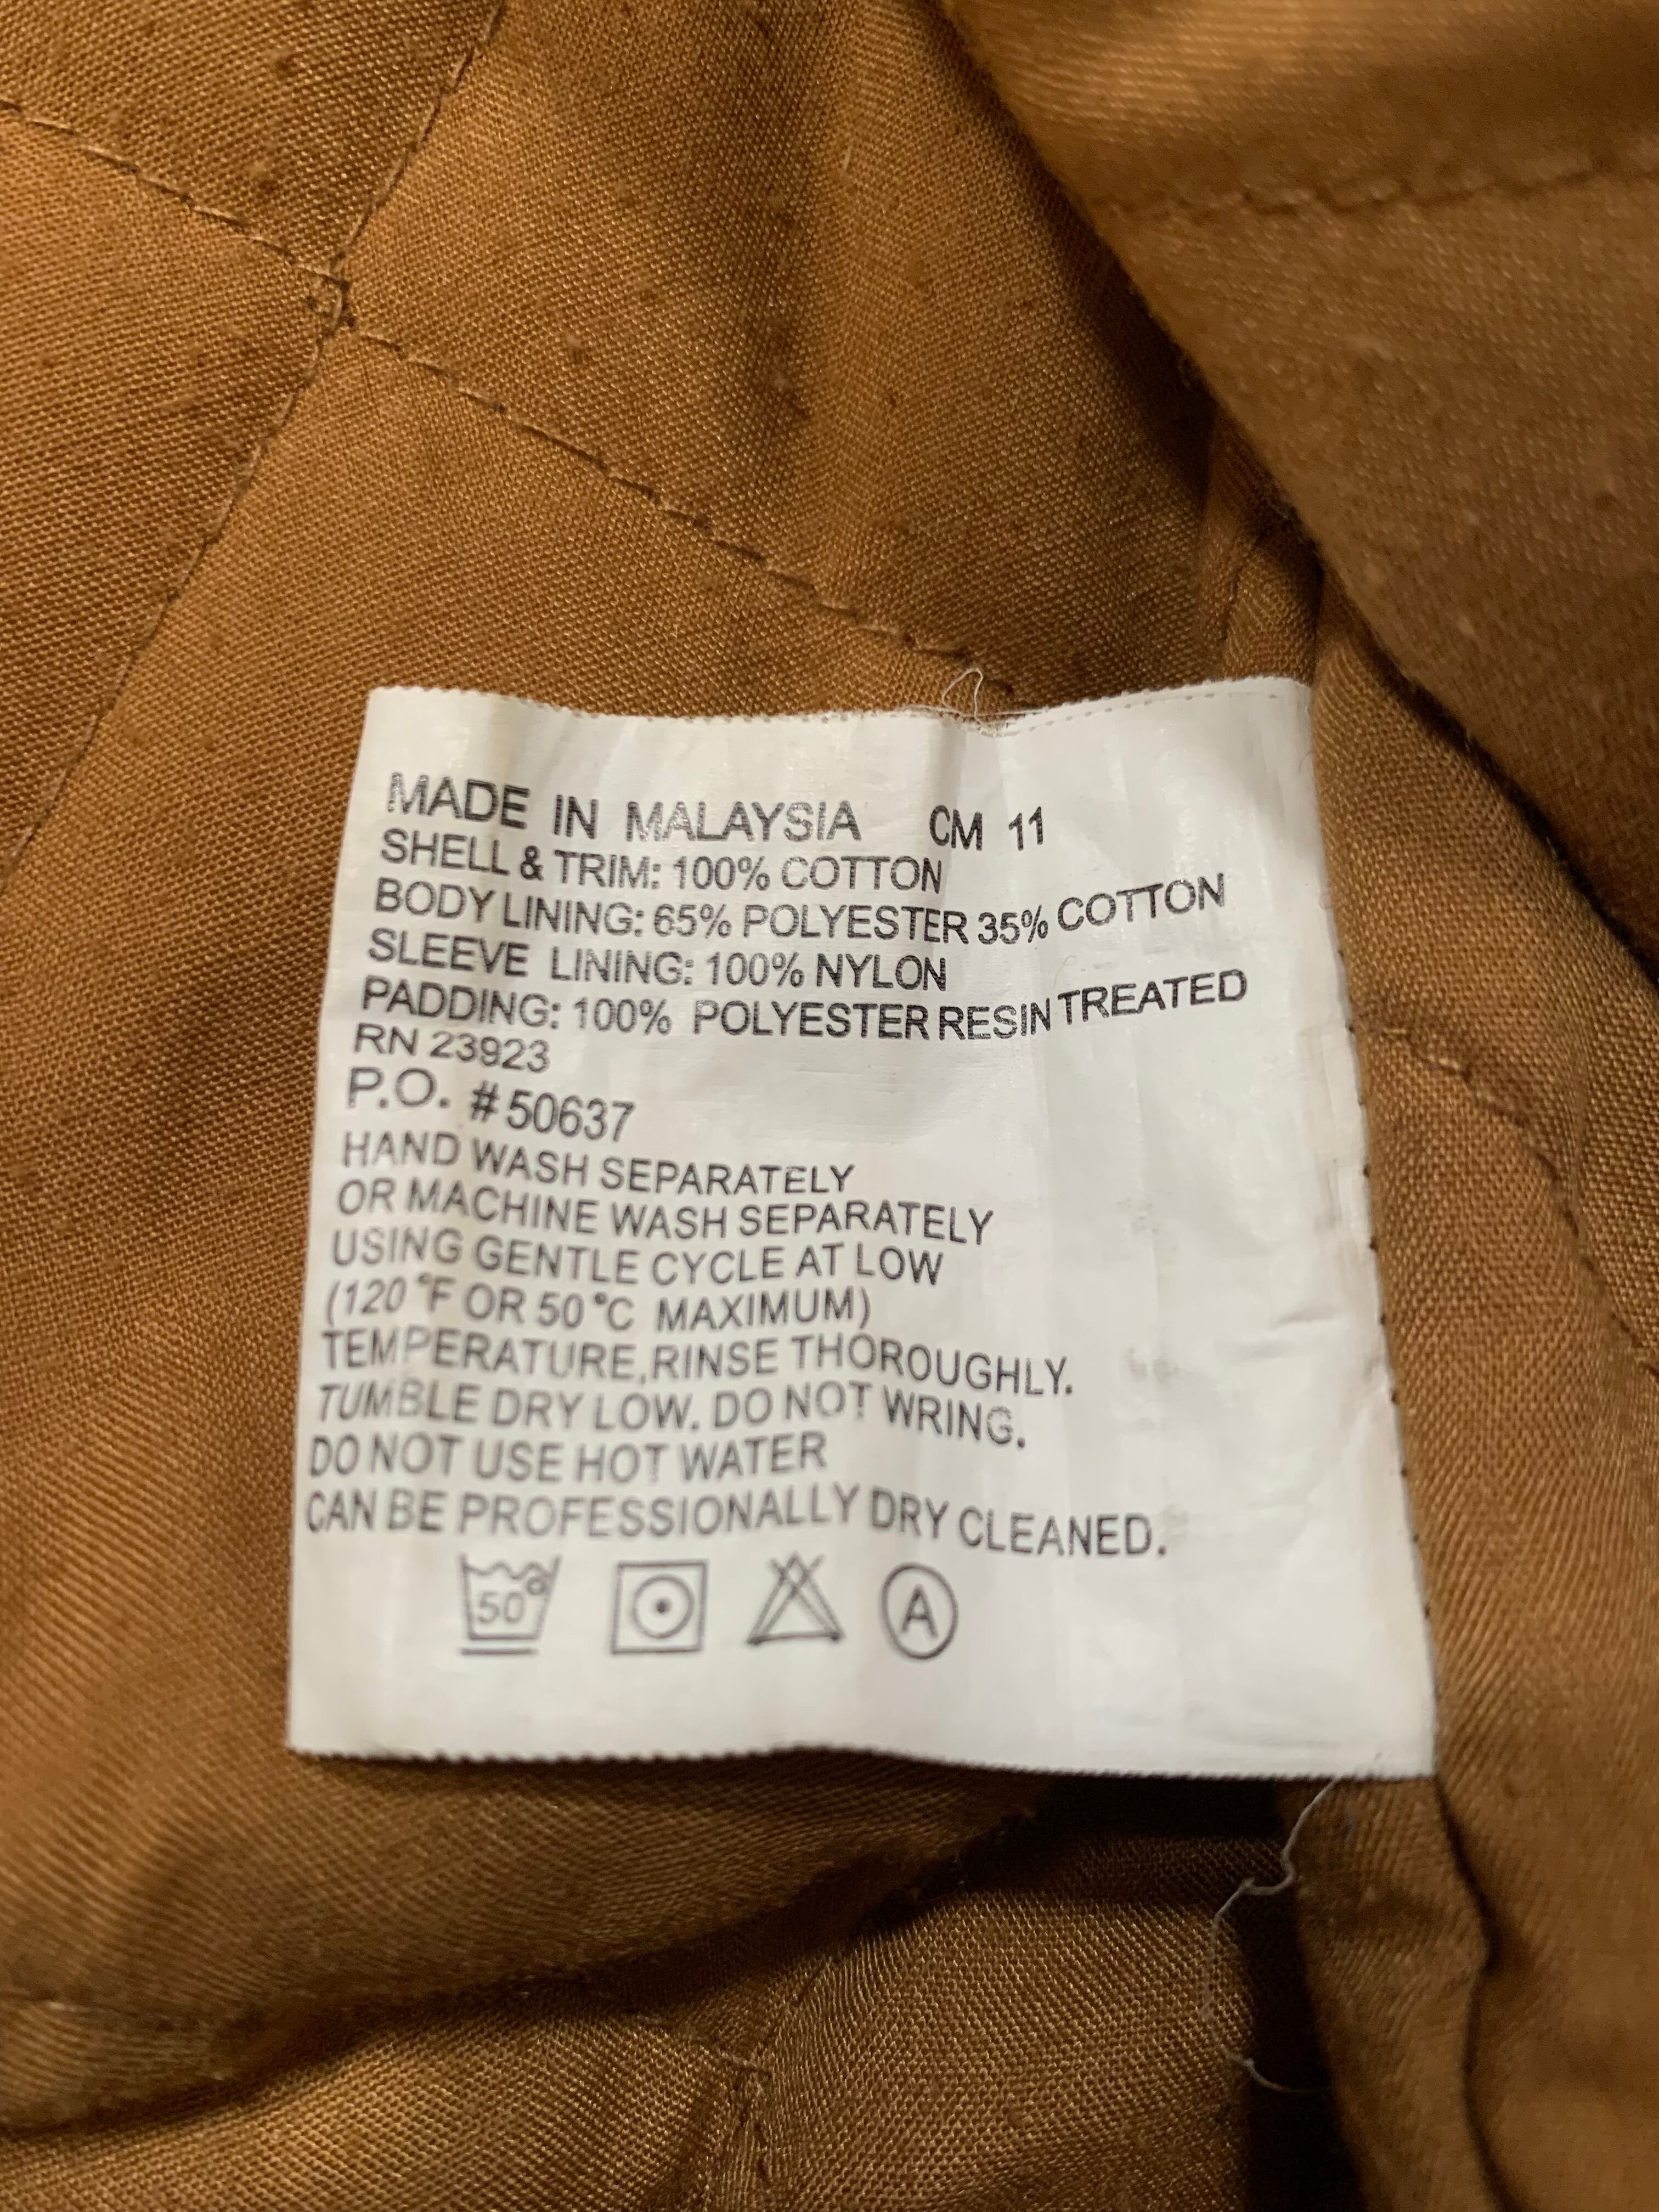 MADE IN MALAYSIA CM 11
SHELL & TRIM: 100% COTTON
BODY LINING: 65% POLYESTER 35% COTTON
SLEEVE LINING: 100% NYLON
PADDING: 100% POLYESTER RESIN TREATED
RN 23923
P.O. #50637
HAND WASH SEPARATELY
OR MACHINE WASH SEPARATELY
USING GENTLE CYCLE AT LOW
(120°F OR 50°C MAXIMUM)
TEMPERATURE,RINSE THOROUGHLY.
TUMBLE DRY LOW. DO NOT WRING.
DO NOT USE HOT WATER
CAN BE PROFESSIONALLY DRY CLEANED.
50° A